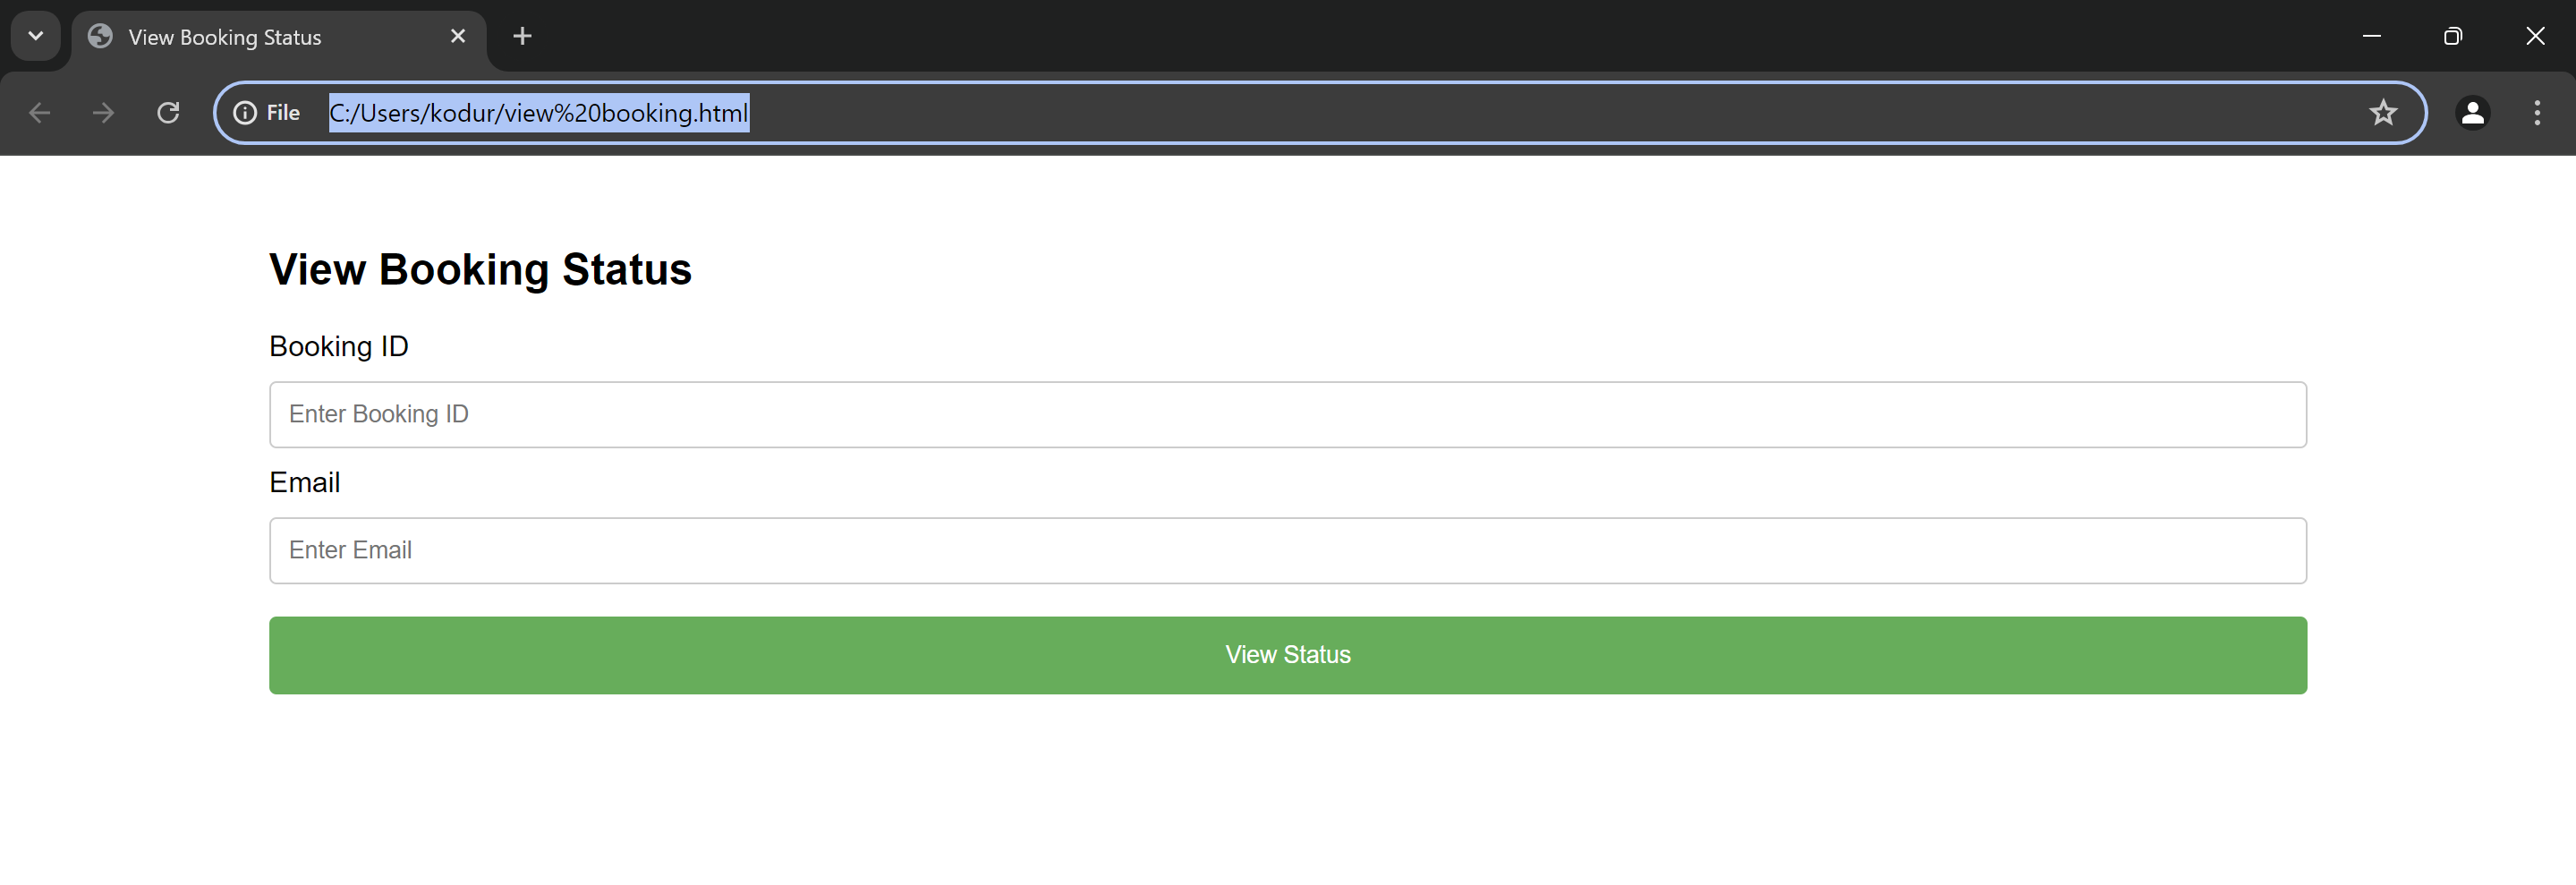 View Booking Status
File C:/Users/kodur/view%20booking.html
View Booking Status
Booking ID
Enter Booking ID
Email
Enter Email
View Status